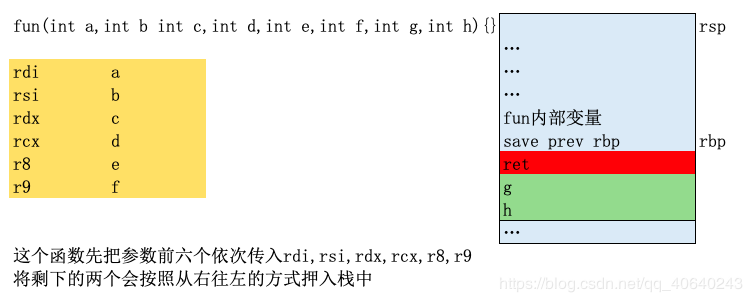 fun(int a,int b int c,int d,int e,int f,int g,int h){}
rdi a
rsi b
rdx c
rcx d
r8 e
r9 f
rsp
…
…
…
fun内部变量
save prev rbp rbp
ret
g
h
…
这个函数先把参数前六个依次传入rdi,rsi,rdx,rcx,r8,r9
将剩下的两个会按照从右往左的方式押入栈中
https://blog.csdn.net/qq_40640243